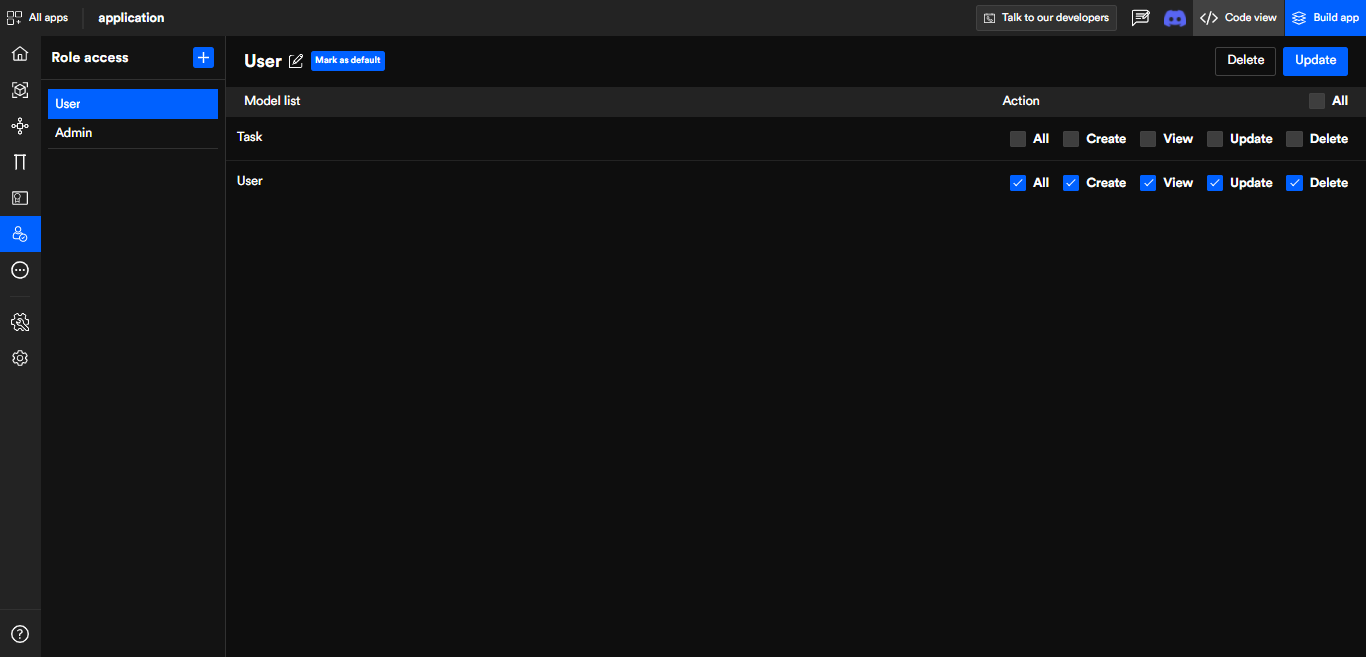 All apps
application
Talk to our developers
Code view
Build app
Role access
User
Admin
User
Mark as default
Delete
Update
Model list
Action
All
Task
All
Create
View
Update
Delete
User
All
Create
View
Update
Delete